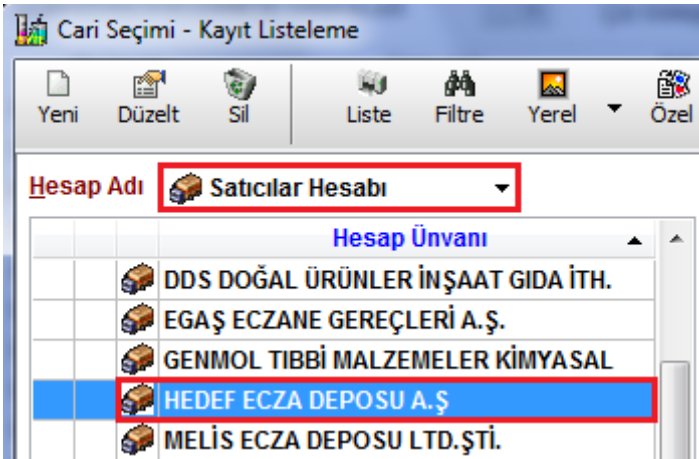 Cari Seçimi - Kayıt Listeleme
Yeni Düzelt Sil Liste Filtre Yerel Özel
Hesap Adı Satıcılar Hesabı
Hesap Ünvanı
DDS DOĞAL ÜRÜNLER İNŞAAT GIDA İTH.
EGAŞ ECZANE GEREÇLERİ A.Ş.
GENMOL TIBBİ MALZEMELER KİMYASAL
HEDEF ECZA DEPOSU A.Ş
MELİS ECZA DEPOSU LTD.ŞTİ.